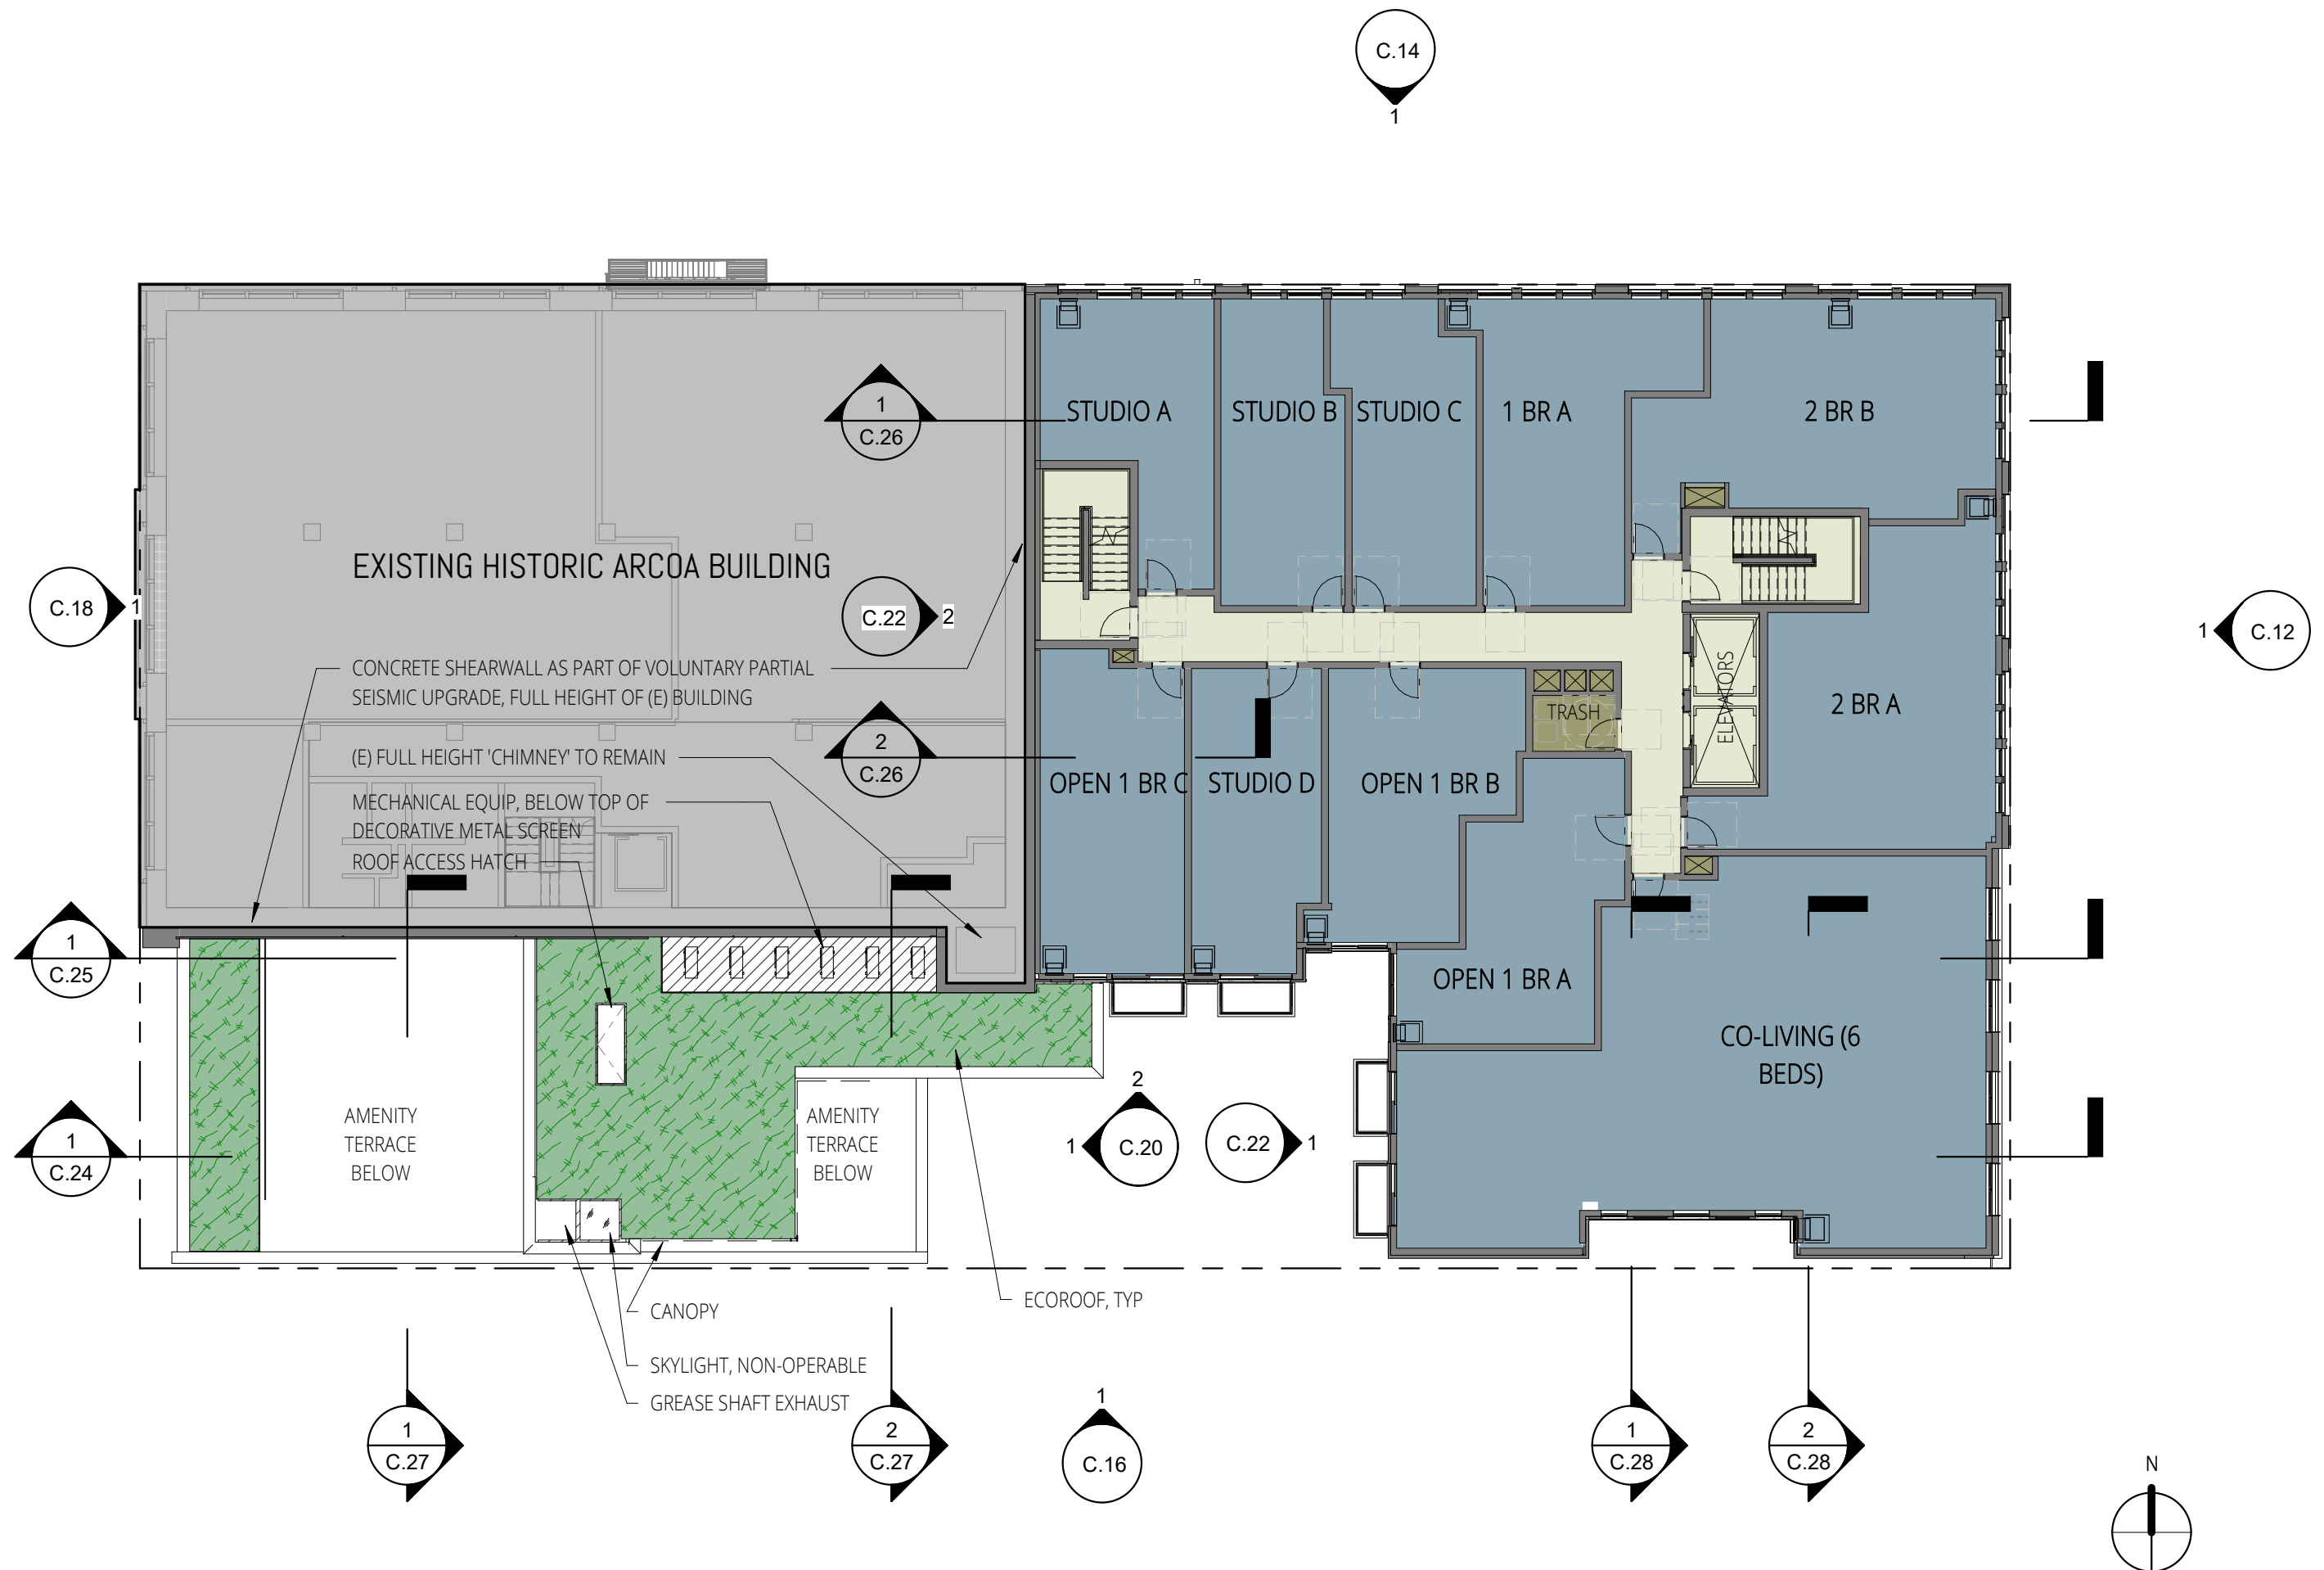 C.14
1
STUDIO A
STUDIO B
STUDIO C
1 BR A
2 BR B
1
C.26
EXISTING HISTORIC ARCOA BUILDING
C.18
1
C.22
2
1
C.12
CONCRETE SHEARWALL AS PART OF VOLUNTARY PARTIAL
SEISMIC UPGRADE, FULL HEIGHT OF (E) BUILDING
ELEVATORS
2 BR A
TRASH
2
C.26
(E) FULL HEIGHT 'CHIMNEY' TO REMAIN
OPEN 1 BR C
STUDIO D
OPEN 1 BR B
MECHANICAL EQUIP, BELOW TOP OF
DECORATIVE METAL SCREEN
ROOF ACCESS HATCH
1
C.25
OPEN 1 BR A
CO-LIVING (6
BEDS)
AMENITY
TERRACE
BELOW
AMENITY
TERRACE
BELOW
2
1
C.20
C.22
1
1
C.24
CANOPY
ECOROOF, TYP
SKYLIGHT, NON-OPERABLE
GREASE SHAFT EXHAUST
1
C.27
2
C.27
1
C.16
1
C.28
2
C.28
N